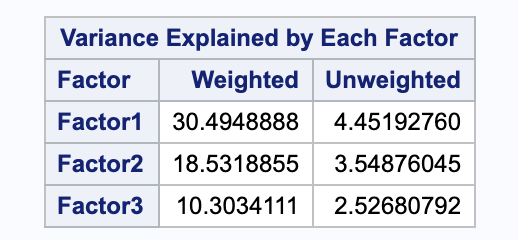 Variance Explained by Each Factor
Factor Weighted Unweighted
Factor1 30.4948888 4.45192760
Factor2 18.5318855 3.54876045
Factor3 10.3034111 2.52680792